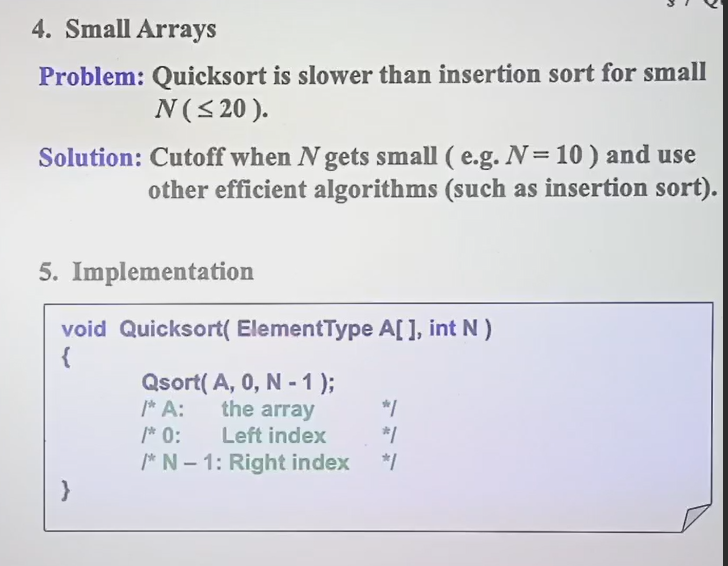 4. Small Arrays
Problem: Quicksort is slower than insertion sort for small
N ( ≤ 20 ).
Solution: Cutoff when N gets small ( e.g. N = 10 ) and use
other efficient algorithms (such as insertion sort).
5. Implementation
void Quicksort( ElementType A[ ], int N )
{
Qsort( A, 0, N - 1 );
/* A: the array */
/* 0: Left index */
/* N – 1: Right index */
}